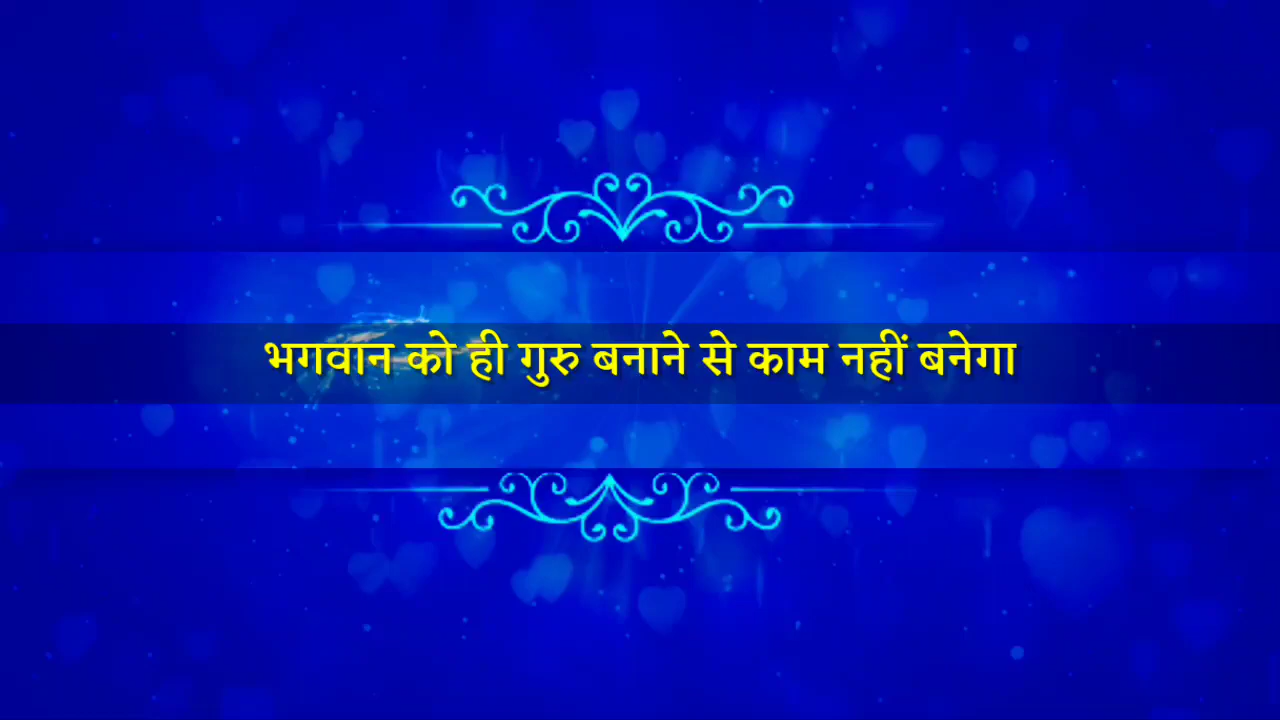 भगवान को ही गुरु बनाने से काम नहीं बनेगा